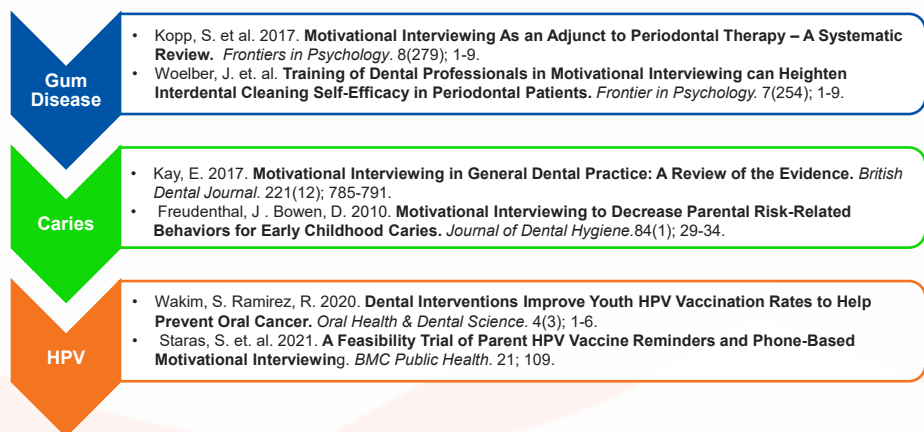 Gum
Disease
• Kopp, S. et al. 2017. Motivational Interviewing As an Adjunct to Periodontal Therapy – A Systematic
Review. Frontiers in Psychology. 8(279); 1-9.
• Woelber, J. et. al. Training of Dental Professionals in Motivational Interviewing can Heighten
Interdental Cleaning Self-Efficacy in Periodontal Patients. Frontier in Psychology. 7(254); 1-9.
Caries
• Kay, E. 2017. Motivational Interviewing in General Dental Practice: A Review of the Evidence. British
Dental Journal. 221(12); 785-791.
• Freudenthal, J . Bowen, D. 2010. Motivational Interviewing to Decrease Parental Risk-Related
Behaviors for Early Childhood Caries. Journal of Dental Hygiene.84(1); 29-34.
HPV
• Wakim, S. Ramirez, R. 2020. Dental Interventions Improve Youth HPV Vaccination Rates to Help
Prevent Oral Cancer. Oral Health & Dental Science. 4(3); 1-6.
• Staras, S. et. al. 2021. A Feasibility Trial of Parent HPV Vaccine Reminders and Phone-Based
Motivational Interviewing. BMC Public Health. 21; 109.